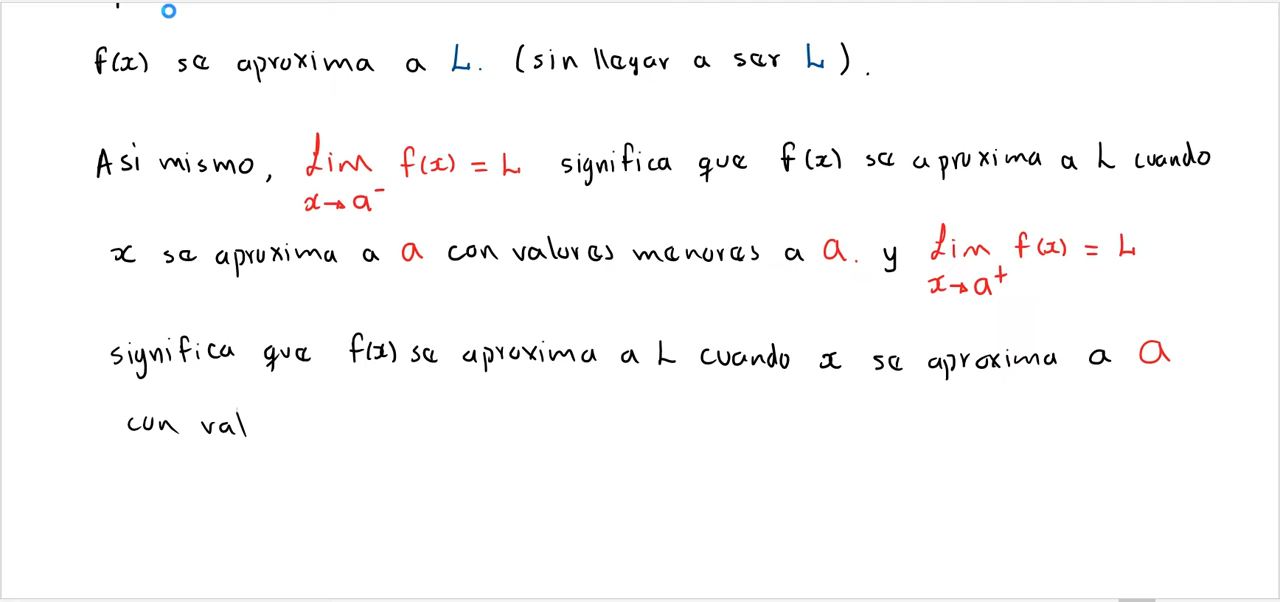 f(x) se aproxima a L. (sin llegar a ser L).
Asi mismo, Lim f(x) = L significa que f(x) se aproxima a L cuando
x→a⁻
x se aproxima a a con valores menores a a. y Lim f(x) = L
x→a⁺
significa que f(x) se aproxima a L cuando x se aproxima a a
con val